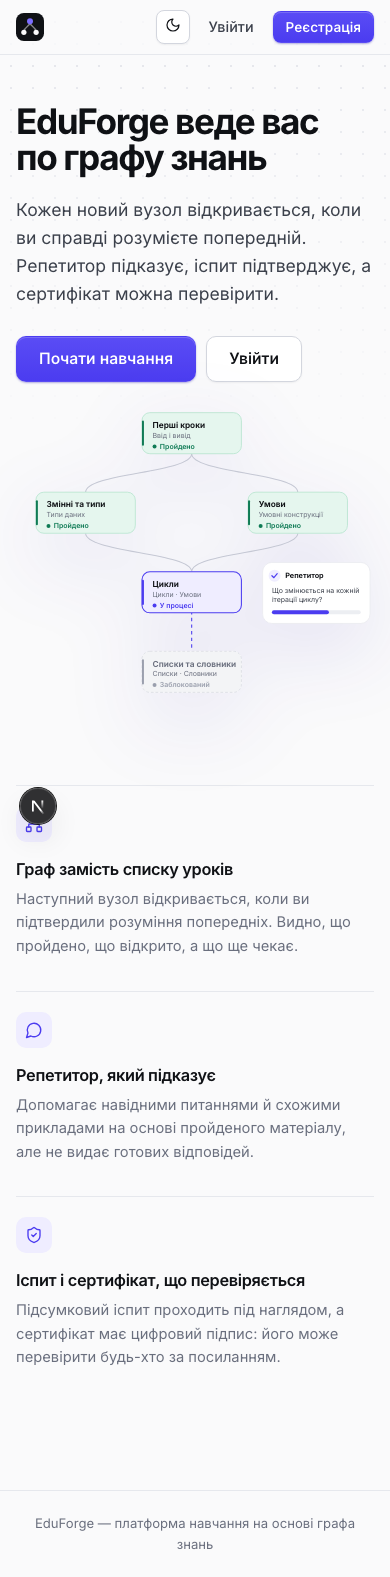 Увійти
Реєстрація
EduForge веде вас
по графу знань
Кожен новий вузол відкривається, коли
ви справді розумієте попередній.
Репетитор підказує, іспит підтверджує, а
сертифікат можна перевірити.
Почати навчання
Увійти
Перші кроки
Ввід і вивід
Пройдено
Змінні та типи
Типи даних
Пройдено
Умови
Умовні конструкції
Пройдено
Цикли
Цикли · Умови
У процесі
Репетитор
Що змінюється на кожній
ітерації циклу?
Списки та словники
Списки · Словники
Заблокований
N
Граф замість списку уроків
Наступний вузол відкривається, коли ви
підтвердили розуміння попередніх. Видно, що
пройдено, що відкрито, а що ще чекає.
Репетитор, який підказує
Допомагає навідними питаннями й схожими
прикладами на основі пройденого матеріалу,
але не видає готових відповідей.
Іспит і сертифікат, що перевіряється
Підсумковий іспит проходить під наглядом, а
сертифікат має цифровий підпис: його може
перевірити будь-хто за посиланням.
EduForge — платформа навчання на основі графа
знань